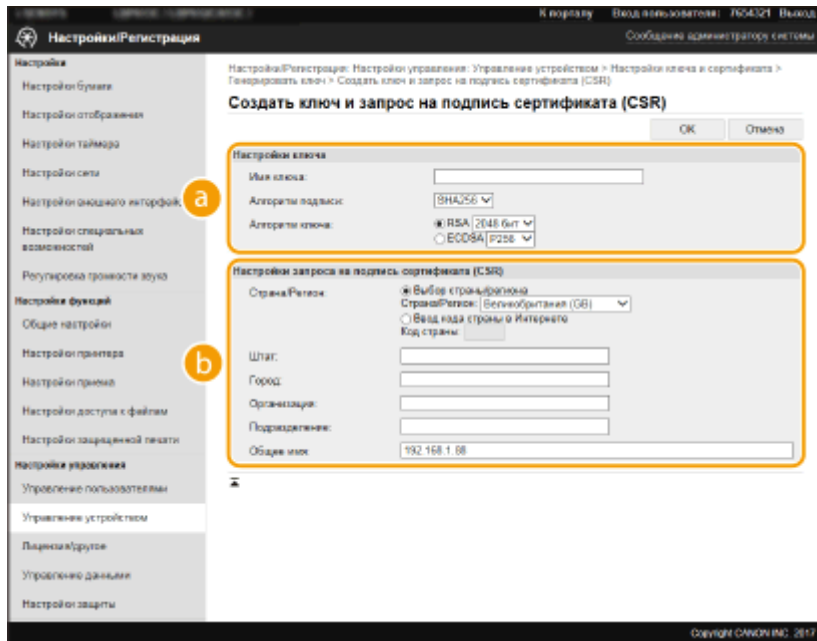 К порталу Вход пользователя: 7654321 Выход
Настройки/Регистрация
Сообщение администратору системы
Настройки
Настройки бумаги
Настройки отображения
Настройки таймера
Настройки сети
Настройки внешнего интерфей
Настройки специальных
возможностей
Регулировка громкости звука
Настройки функций
Общие настройки
Настройки принтера
Настройки приема
Настройки доступа к файлам
Настройки защищенной печати
Настройки управления
Управление пользователями
Управление устройством
Лицензия/другое
Управление данными
Настройки защиты
Настройки/Регистрация: Настройки управления: Управление устройством > Настройки ключа и сертификата >
Генерировать ключ > Создать ключ и запрос на подпись сертификата (CSR)
Создать ключ и запрос на подпись сертификата (CSR)
OK Отмена
a
Настройки ключа
Имя ключа:
Алгоритм подписи: SHA256
Алгоритм ключа: RSA 2048 бит
ECDSA P256
b
Настройки запроса на подпись сертификата (CSR)
Страна/Регион: Выбор страны/региона
Страна/Регион: Великобритания (GB)
Ввод кода страны в Интернете
Код страны:
Штат:
Город:
Организация:
Подразделение:
Общее имя: 192.168.1.88
Copyright CANON INC. 2017